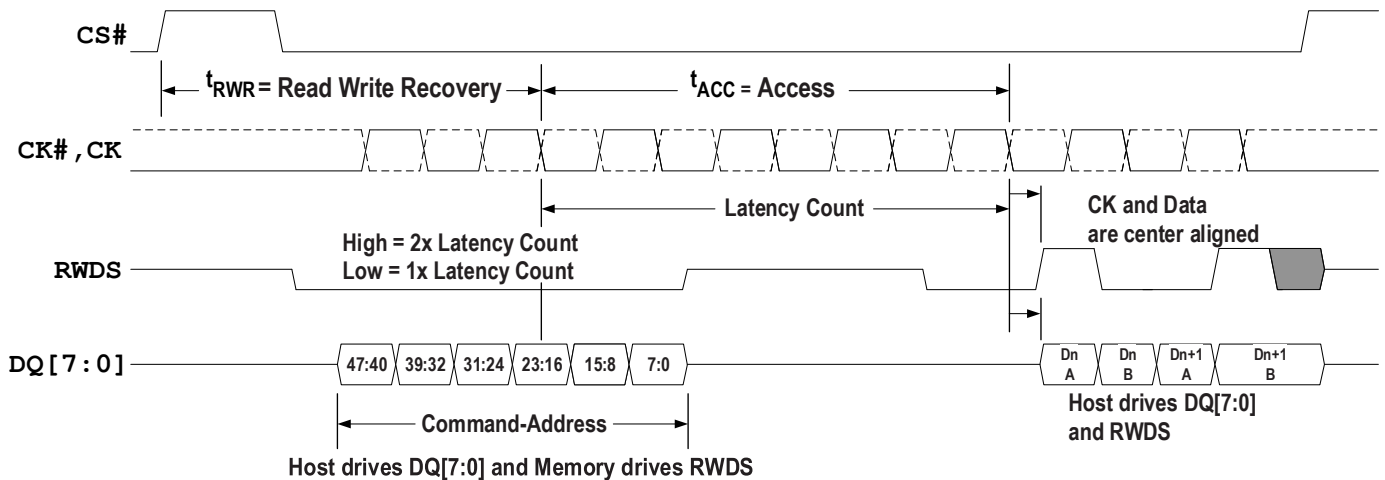 CS#
tRWR = Read Write Recovery
tACC = Access
CK#,CK
Latency Count
CK and Data
are center aligned
High = 2x Latency Count
Low = 1x Latency Count
RWDS
DQ[7:0]
47:40 39:32 31:24 23:16 15:8 7:0
Dn A
Dn B
Dn+1 A
Dn+1 B
Command-Address
Host drives DQ[7:0]
and RWDS
Host drives DQ[7:0] and Memory drives RWDS